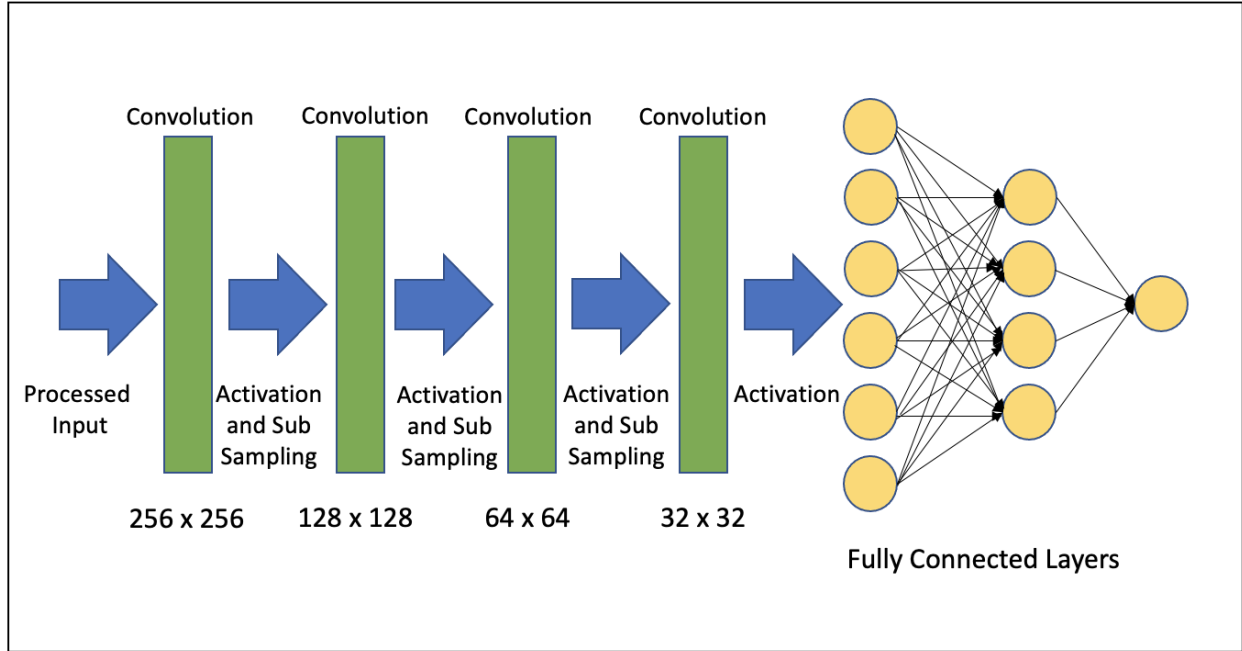 Convolution
Convolution
Convolution
Convolution
Processed
Input
Activation
and Sub
Sampling
Activation
and Sub
Sampling
Activation
and Sub
Sampling
Activation
256 x 256
128 x 128
64 x 64
32 x 32
Fully Connected Layers